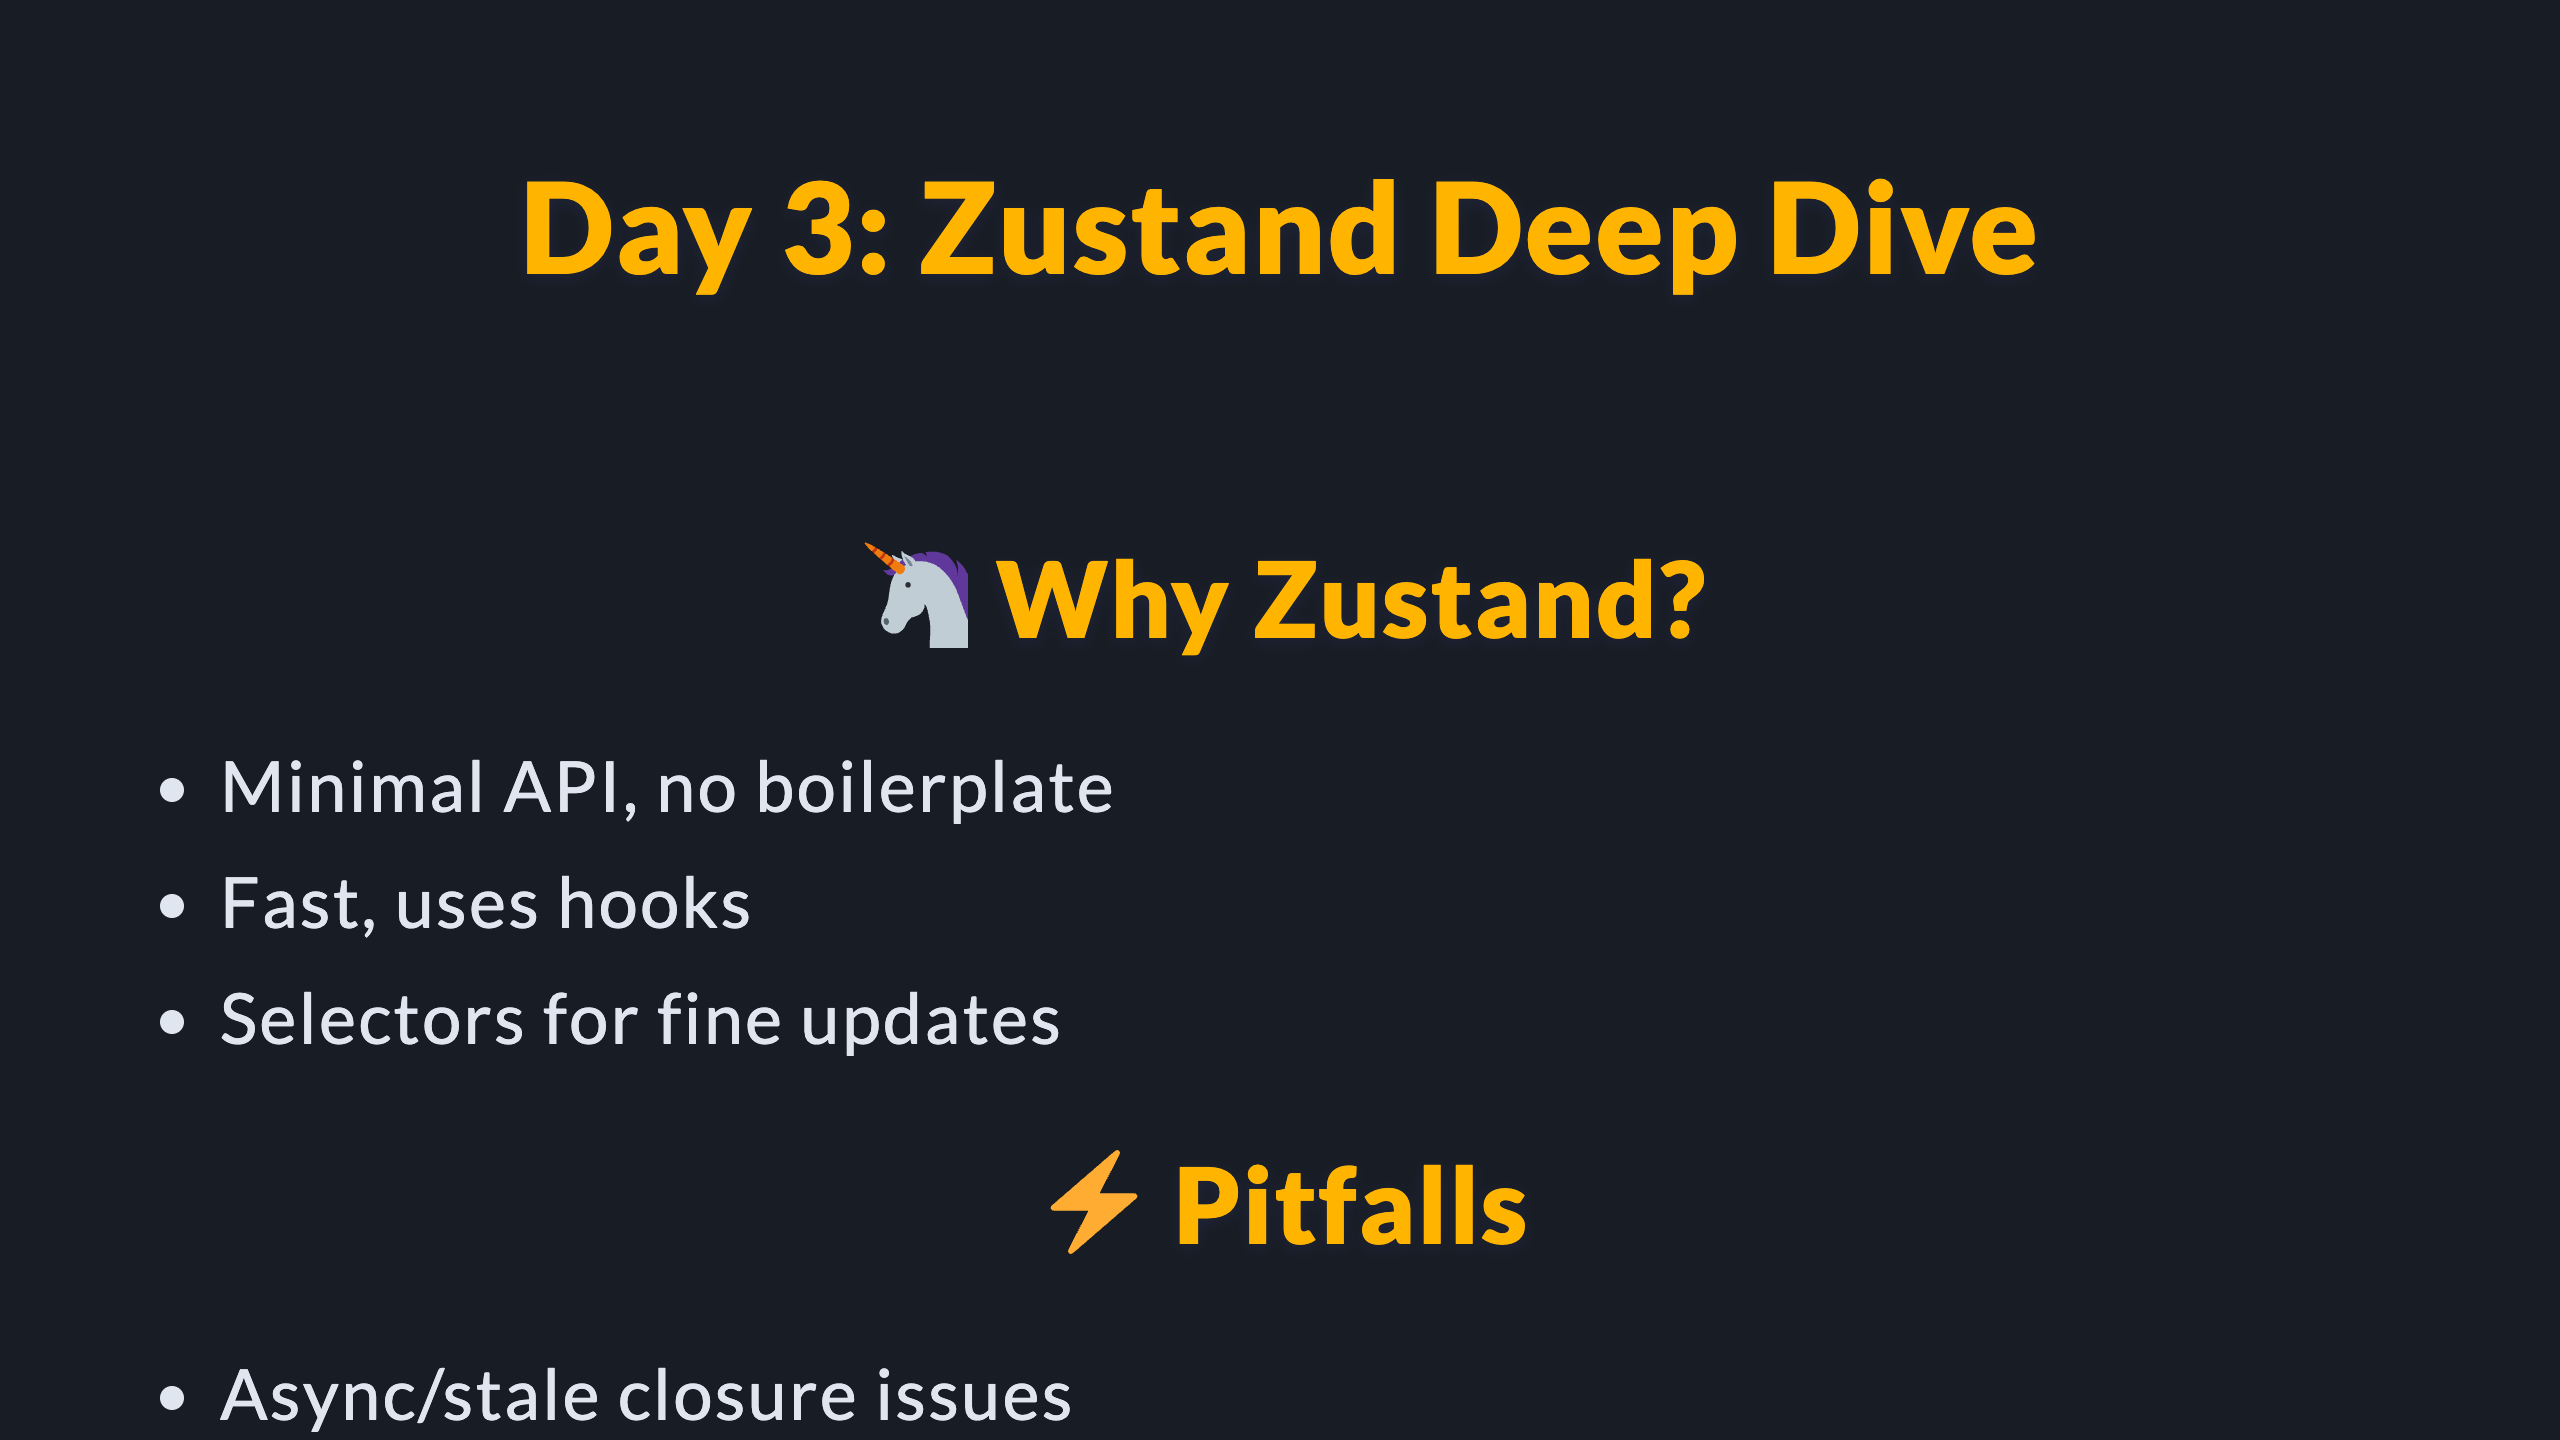 Day 3: Zustand Deep Dive
🦄 Why Zustand?
• Minimal API, no boilerplate
• Fast, uses hooks
• Selectors for fine updates
⚡ Pitfalls
• Async/stale closure issues